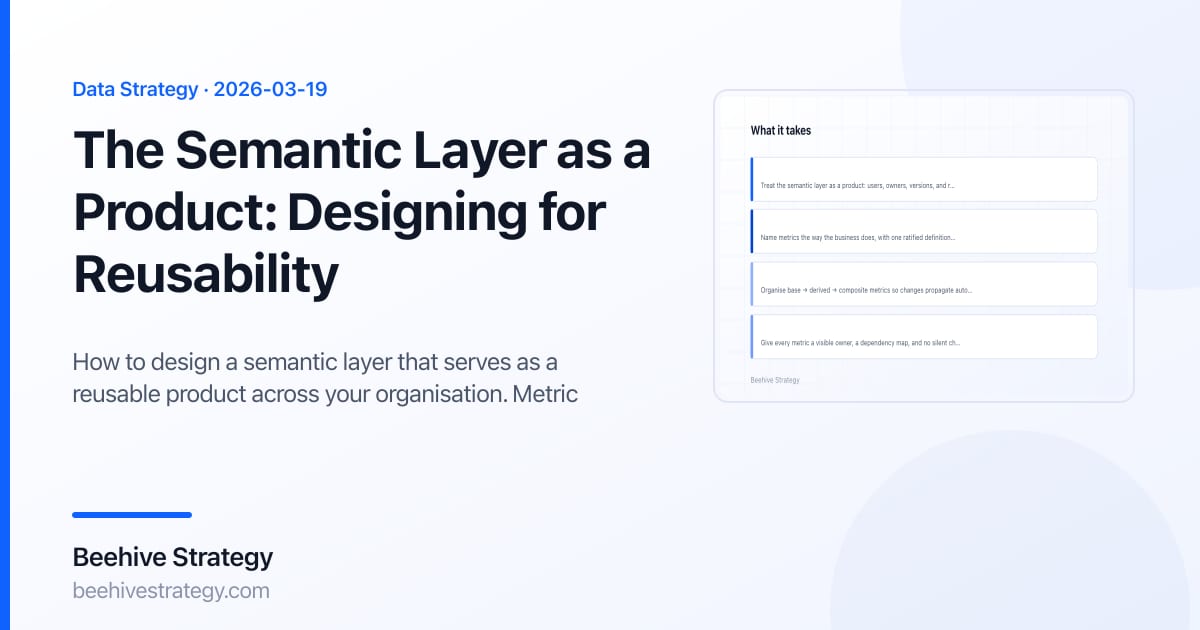 Data Strategy · 2026-03-19
The Semantic Layer as a
Product: Designing for
Reusability
How to design a semantic layer that serves as a
reusable product across your organisation. Metric
Beehive Strategy
beehivestrategy.com
What it takes
Treat the semantic layer as a product: users, owners, versions, and r...
Name metrics the way the business does, with one ratified definition...
Organise base → derived → composite metrics so changes propagate auto...
Give every metric a visible owner, a dependency map, and no silent ch...
Beehive Strategy